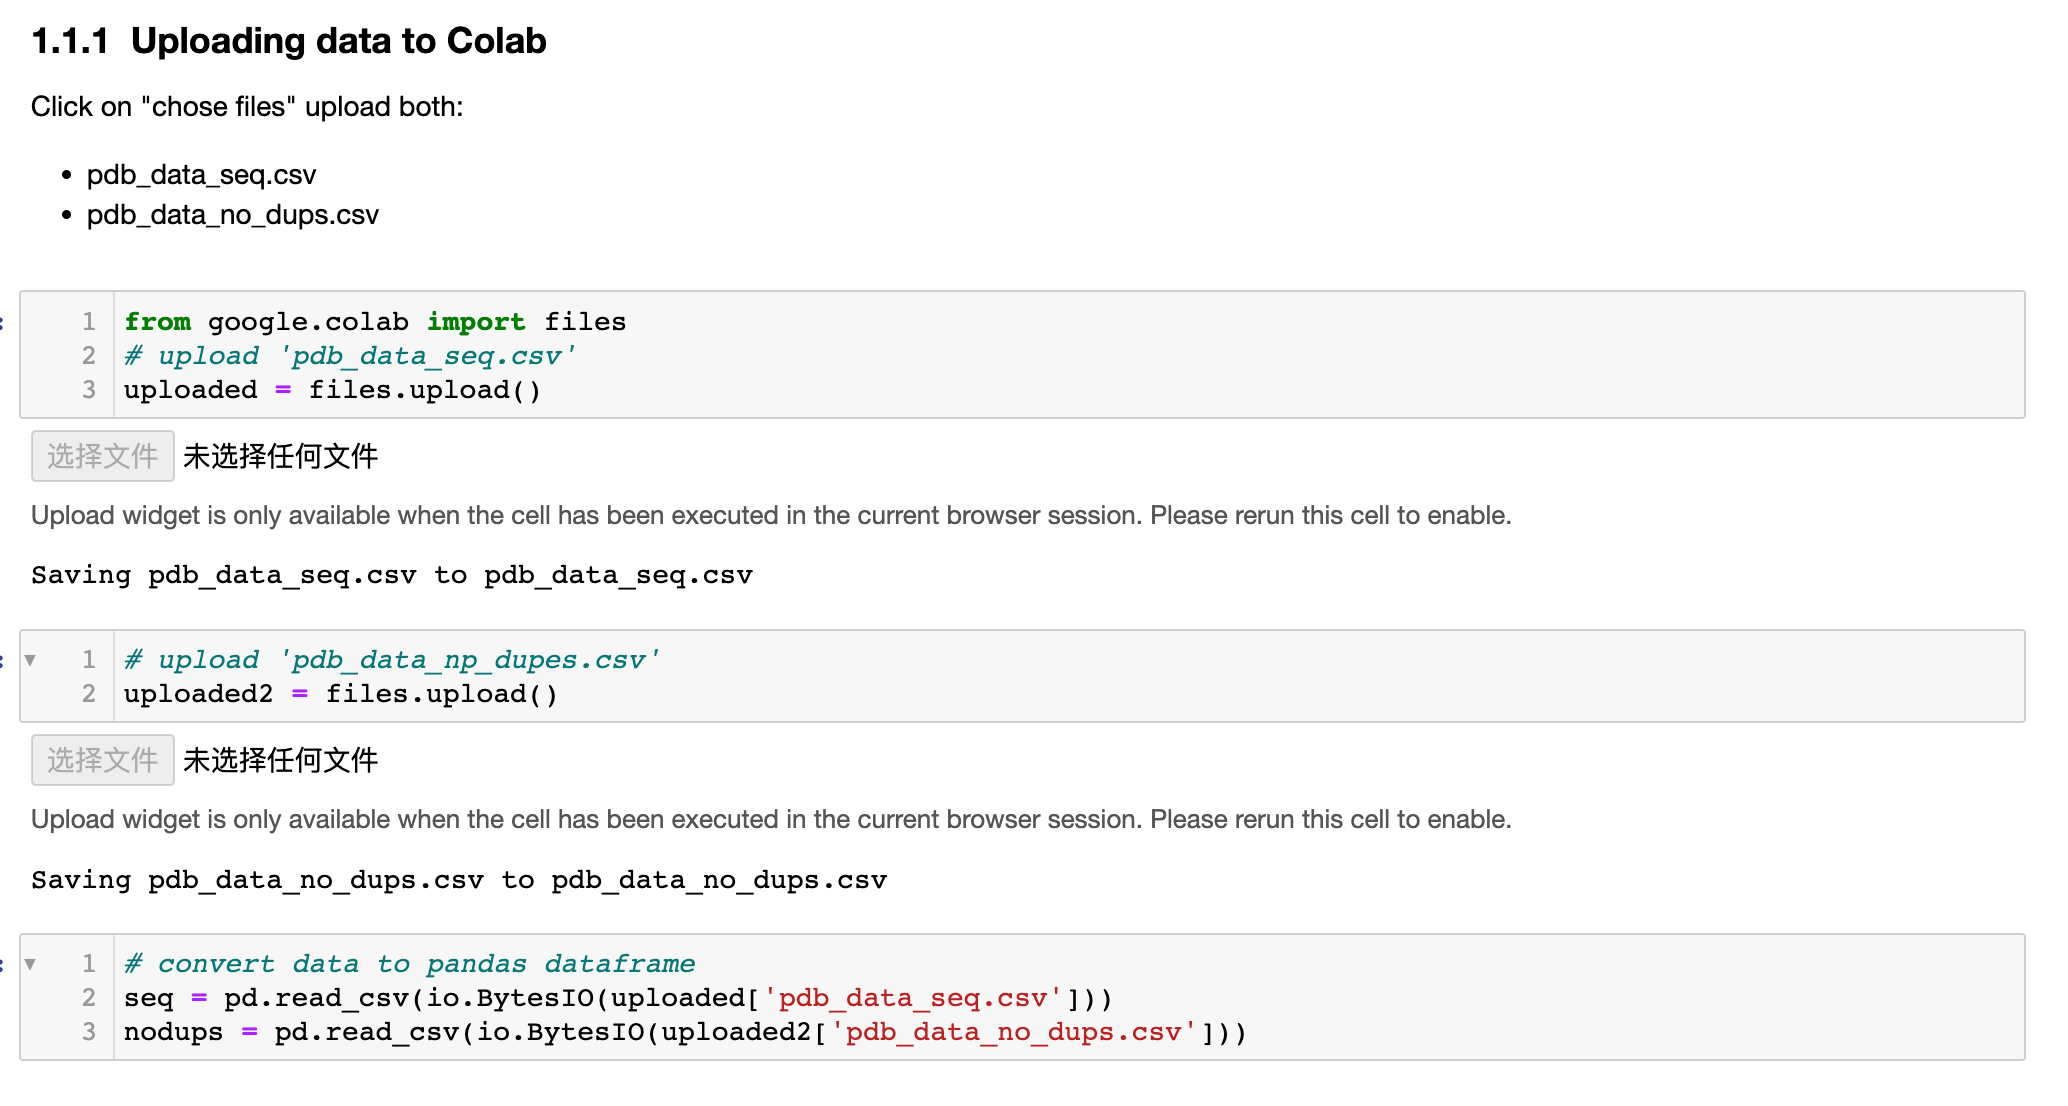 1.1.1 Uploading data to Colab
Click on "chose files" upload both:
• pdb_data_seq.csv
• pdb_data_no_dups.csv
1 from google.colab import files
2 # upload 'pdb_data_seq.csv'
3 uploaded = files.upload()
选择文件 未选择任何文件
Upload widget is only available when the cell has been executed in the current browser session. Please rerun this cell to enable.
Saving pdb_data_seq.csv to pdb_data_seq.csv
1 # upload 'pdb_data_np_dupes.csv'
2 uploaded2 = files.upload()
选择文件 未选择任何文件
Upload widget is only available when the cell has been executed in the current browser session. Please rerun this cell to enable.
Saving pdb_data_no_dups.csv to pdb_data_no_dups.csv
1 # convert data to pandas dataframe
2 seq = pd.read_csv(io.BytesIO(uploaded['pdb_data_seq.csv']))
3 nodups = pd.read_csv(io.BytesIO(uploaded2['pdb_data_no_dups.csv']))